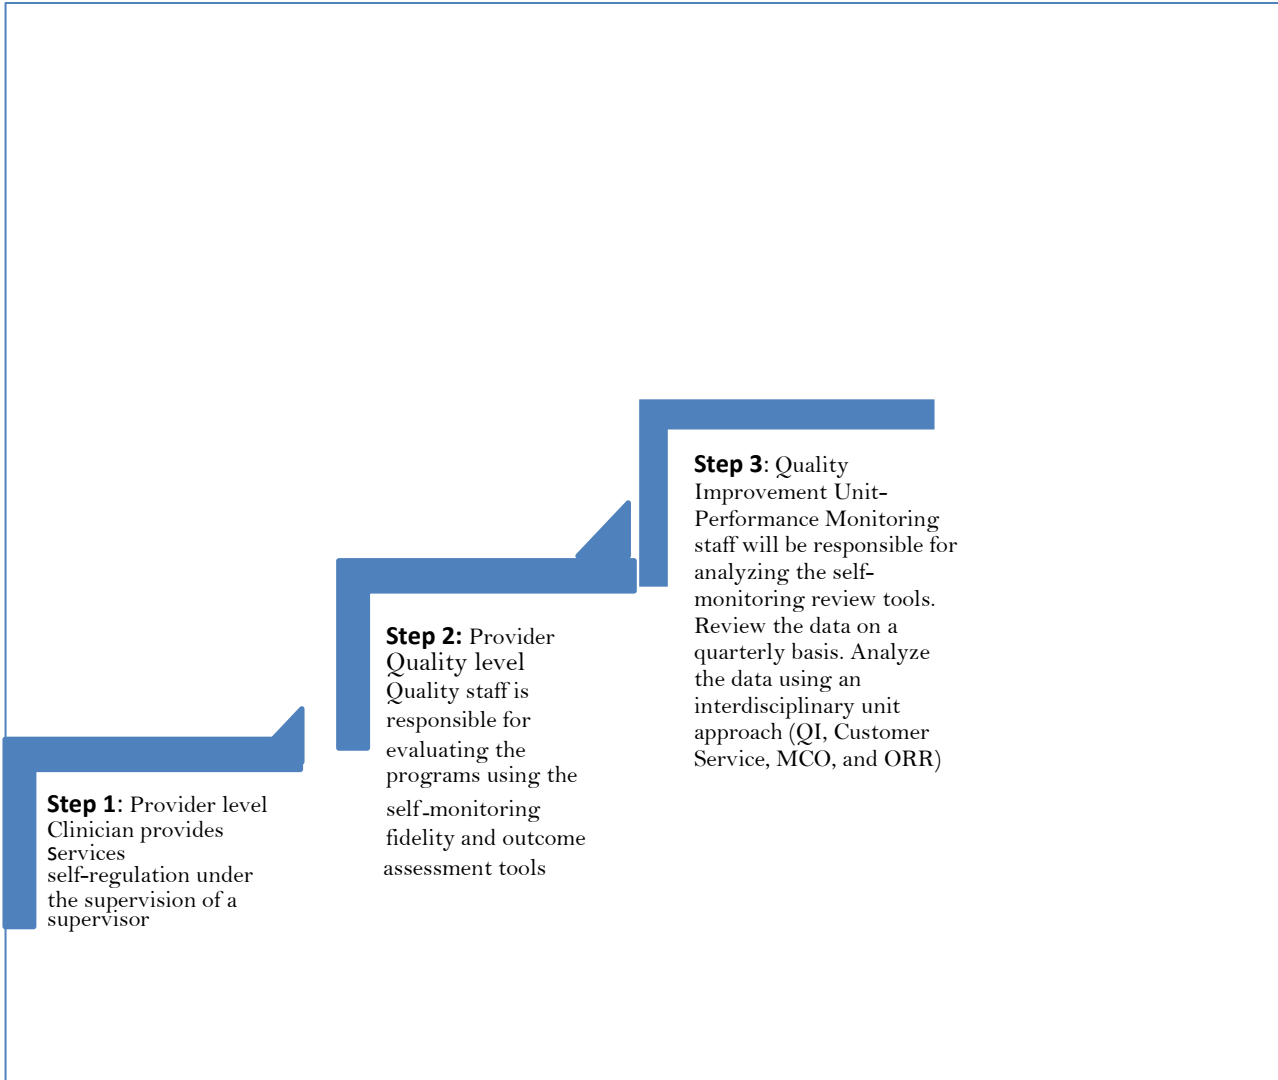 Step 1: Provider level
Clinician provides
services
self-regulation under
the supervision of a
supervisor
Step 2: Provider
Quality level
Quality staff is
responsible for
evaluating the
programs using the
self-monitoring
fidelity and outcome
assessment tools
Step 3: Quality
Improvement Unit-
Performance Monitoring
staff will be responsible for
analyzing the self-
monitoring review tools.
Review the data on a
quarterly basis. Analyze
the data using an
interdisciplinary unit
approach (QI, Customer
Service, MCO, and ORR)